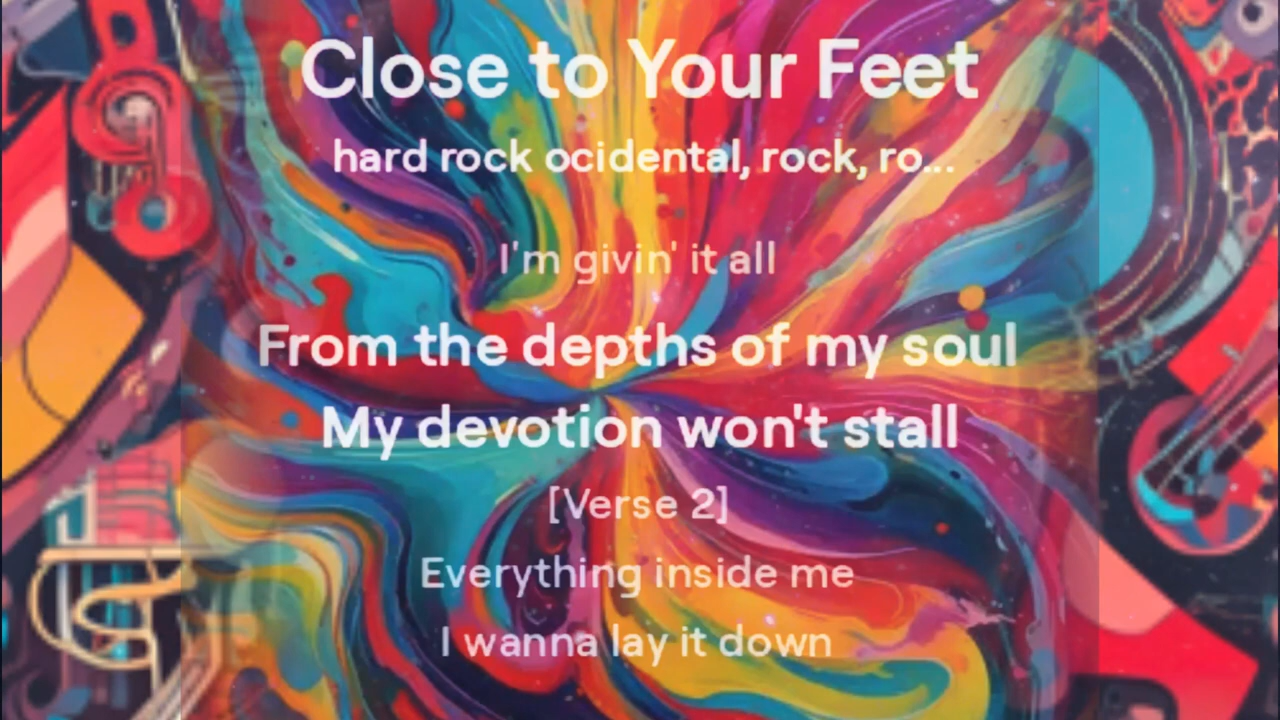 Close to Your Feet
hard rock ocidental, rock, ro...
I'm givin' it all
From the depths of my soul
My devotion won't stall
[Verse 2]
Everything inside me
I wanna lay it down